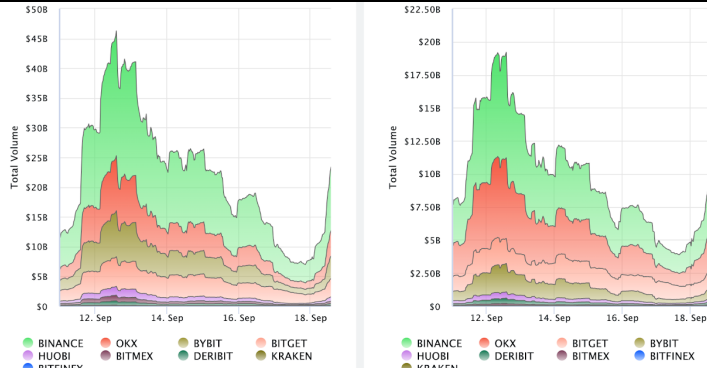 $50B
$45B
$40B
$35B
$30B
$25B
$20B
$15B
$10B
$5B
$0
Total Volume
12. Sep 14. Sep 16. Sep 18. Sep
BINANCE OKX BYBIT BITGET
HUOBI BITMEX DERIBIT KRAKEN
BITFINEX
$22.50B
$20B
$17.50B
$15B
$12.50B
$10B
$7.50B
$5B
$2.50B
$0
Total Volume
12. Sep 14. Sep 16. Sep 18. Sep
BINANCE OKX BITGET BYBIT
HUOBI DERIBIT BITMEX BITFINEX
KRAKEN